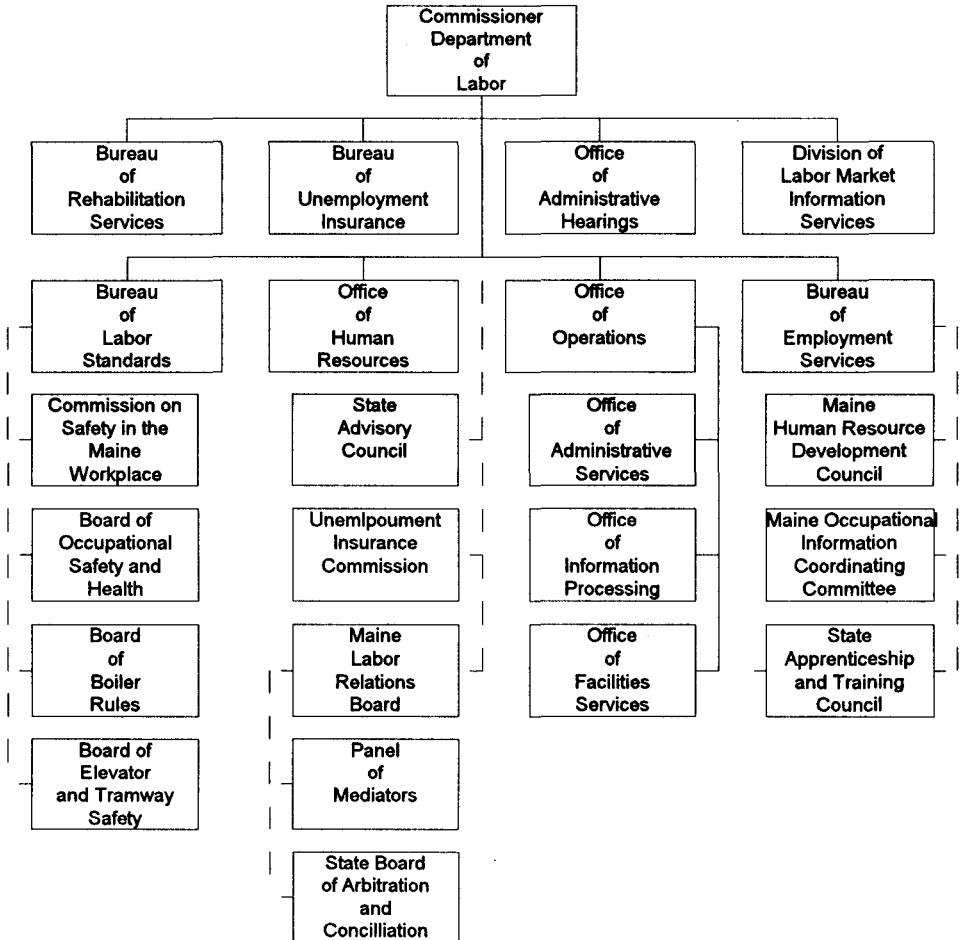 Commissioner
Department
of
Labor
Bureau
of
Rehabilitation
Services
Bureau
of
Unemployment
Insurance
Office
of
Administrative
Hearings
Division of
Labor Market
Information
Services
Bureau
of
Labor
Standards
Office
of
Human
Resources
Office
of
Operations
Bureau
of
Employment
Services
Commission on
Safety in the
Maine
Workplace
State
Advisory
Council
Office
of
Administrative
Services
Maine
Human Resource
Development
Council
Board of
Occupational
Safety and
Health
Unemlpoument
Insurance
Commission
Office
of
Information
Processing
Maine Occupational
Information
Coordinating
Committee
Board
of
Boiler
Rules
Maine
Labor
Relations
Board
Office
of
Facilities
Services
State
Apprenticeship
and Training
Council
Board of
Elevator
and Tramway
Safety
Panel
of
Mediators
State Board
of Arbitration
and
Concilliation